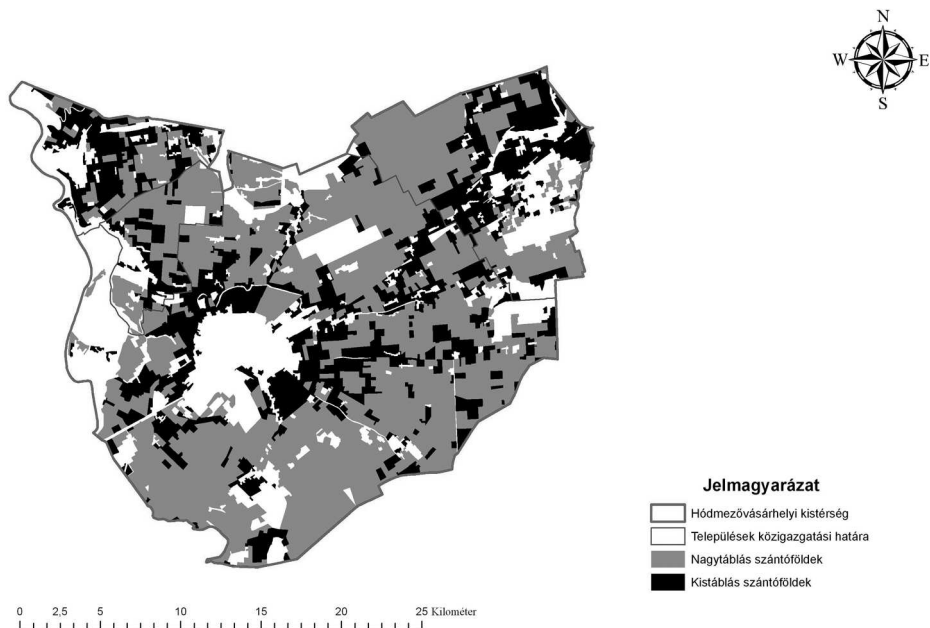 N
W E
S
Jelmagyarázat
Hódmezővásárhelyi kistérség
Települések közigazgatási határa
Nagytáblás szántóföldek
Kistáblás szántóföldek
0 2,5 5 10 15 20 25 Kilométer